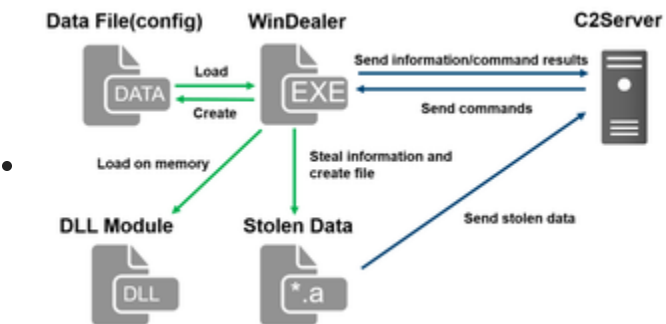 Data File(config)
WinDealer
C2Server
Load
Send information/command results
DATA
EXE
Create
Send commands
Load on memory
Steal information and
create file
DLL Module
Stolen Data
Send stolen data
DLL
*.a